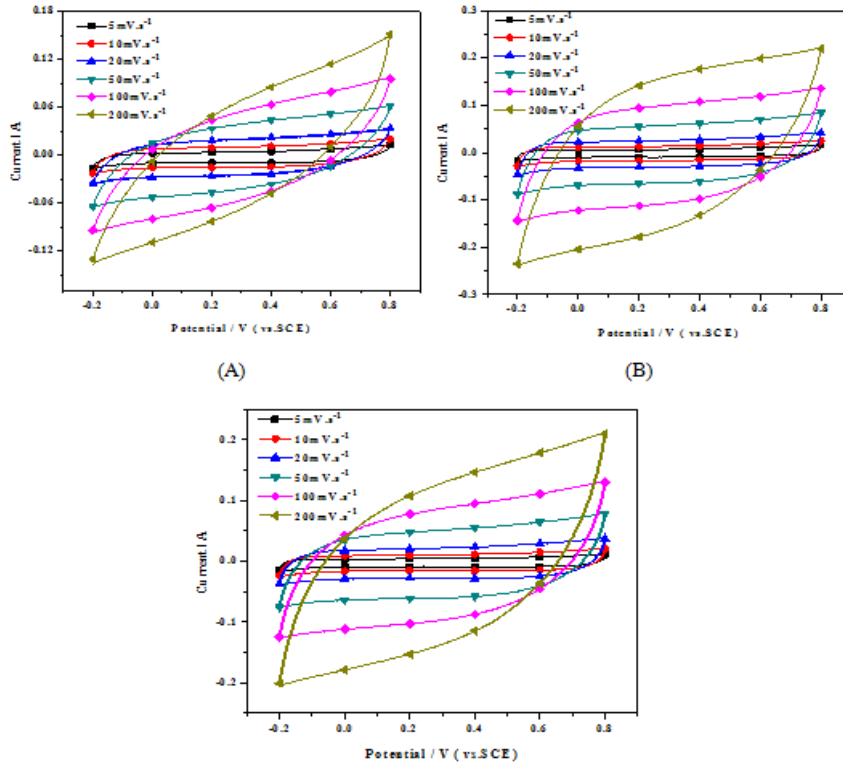 0.18
0.12
0.06
0.00
-0.06
-0.12
Current I A
5mV.s⁻¹
10mV.s⁻¹
20mV.s⁻¹
50mV.s⁻¹
100mV.s⁻¹
200mV.s⁻¹
-0.2 0.0 0.2 0.4 0.6 0.8
Potential / V ( vs.SCE)
(A)
0.3
0.2
0.1
0.0
-0.1
-0.2
-0.3
Current I A
5mV.s⁻¹
10mV.s⁻¹
20mV.s⁻¹
50mV.s⁻¹
100mV.s⁻¹
200mV.s⁻¹
-0.2 0.0 0.2 0.4 0.6 0.8
Potential / V ( vs.SCE)
(B)
0.2
0.1
0.0
-0.1
-0.2
Current I A
5mV.s⁻¹
10mV.s⁻¹
20mV.s⁻¹
50mV.s⁻¹
100mV.s⁻¹
200mV.s⁻¹
-0.2 0.0 0.2 0.4 0.6 0.8
Potential / V ( vs.SCE)